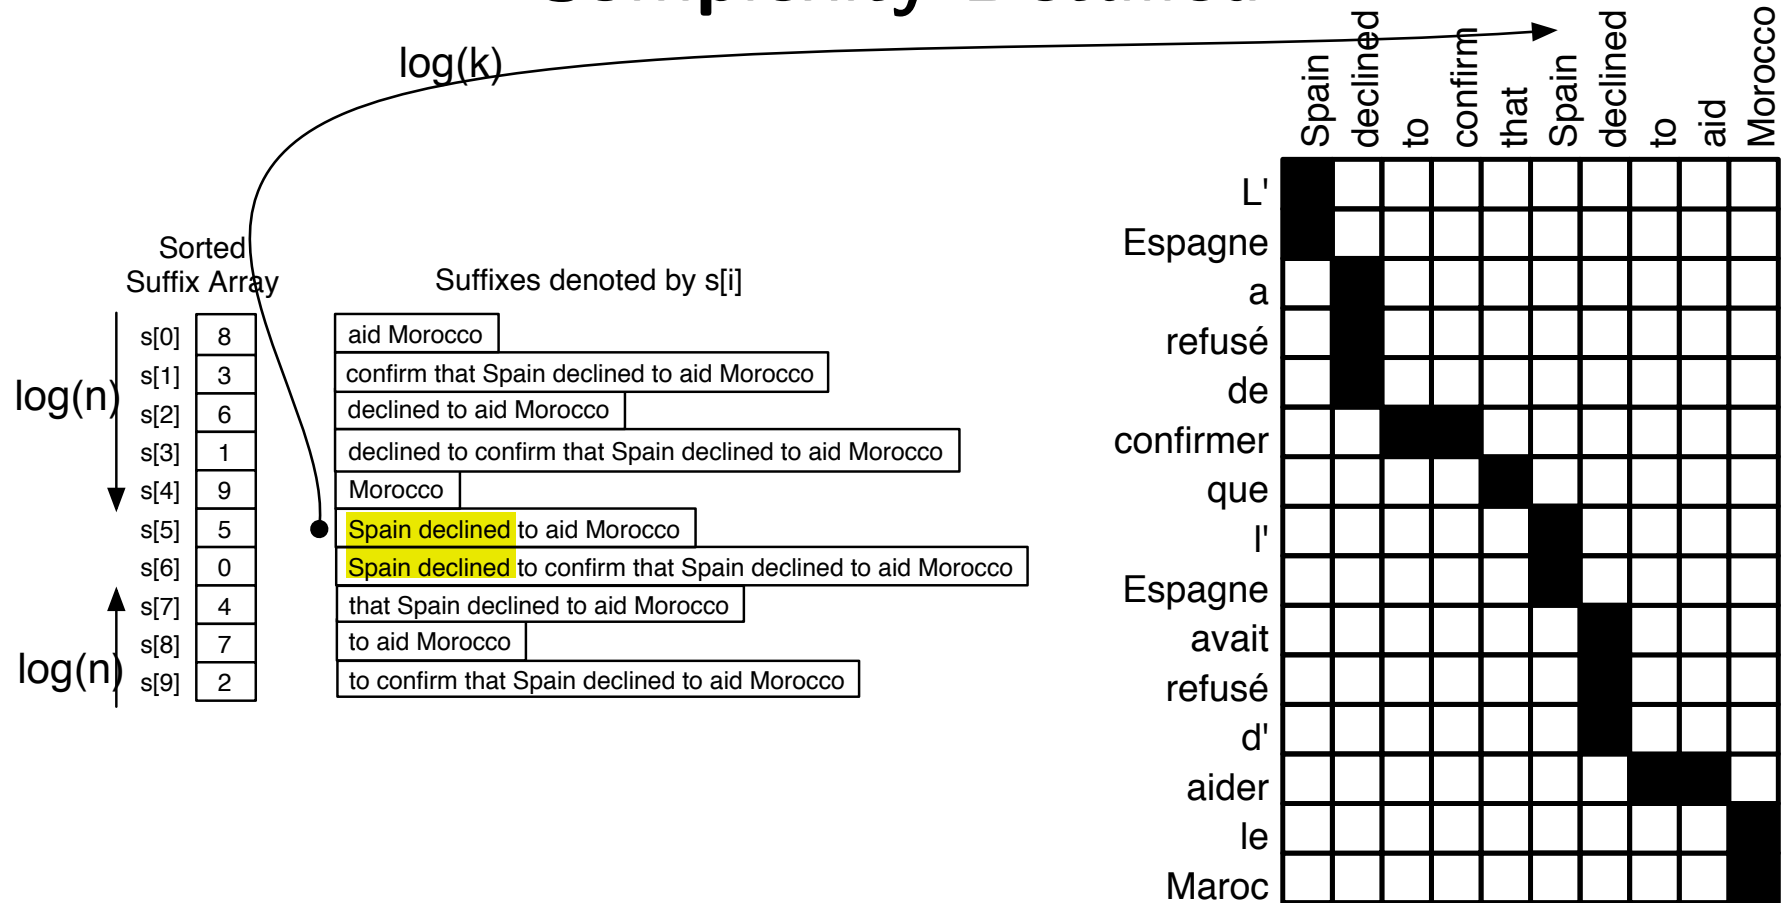 log(k)
Spain
declined
to
confirm
that
Spain
declined
to
aid
Morocco
Sorted
Suffix Array
Suffixes denoted by s[i]
log(n)
s[0] 8 aid Morocco
s[1] 3 confirm that Spain declined to aid Morocco
s[2] 6 declined to aid Morocco
s[3] 1 declined to confirm that Spain declined to aid Morocco
s[4] 9 Morocco
s[5] 5 Spain declined to aid Morocco
s[6] 0 Spain declined to confirm that Spain declined to aid Morocco
s[7] 4 that Spain declined to aid Morocco
s[8] 7 to aid Morocco
s[9] 2 to confirm that Spain declined to aid Morocco
log(n)
L'
Espagne
a
refusé
de
confirmer
que
l'
Espagne
avait
refusé
d'
aider
le
Maroc